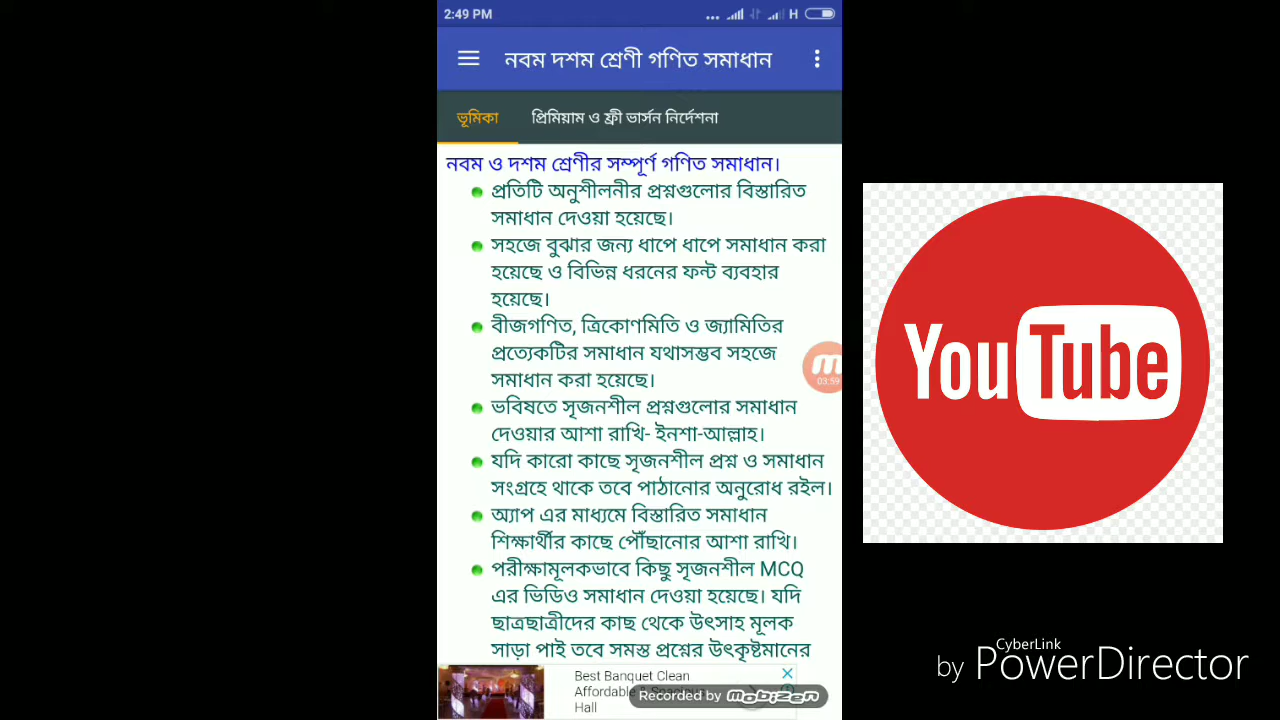 2:49 PM
H
নবম দশম শ্রেণী গণিত সমাধান
ভূমিকা
প্রিমিয়াম ও ফ্রী ভার্সন নির্দেশনা
নবম ও দশম শ্রেণীর সম্পূর্ণ গণিত সমাধান।
প্রতিটি অনুশীলনীর প্রশ্নগুলোর বিস্তারিত
সমাধান দেওয়া হয়েছে।
সহজে বুঝার জন্য ধাপে ধাপে সমাধান করা
হয়েছে ও বিভিন্ন ধরনের ফন্ট ব্যবহার
হয়েছে।
বীজগণিত, ত্রিকোণমিতি ও জ্যামিতির
প্রত্যেকটির সমাধান যথাসম্ভব সহজে
সমাধান করা হয়েছে।
ভবিষতে সৃজনশীল প্রশ্নগুলোর সমাধান
দেওয়ার আশা রাখি- ইনশা-আল্লাহ।
যদি কারো কাছে সৃজনশীল প্রশ্ন ও সমাধান
সংগ্রহে থাকে তবে পাঠানোর অনুরোধ রইল।
অ্যাপ এর মাধ্যমে বিস্তারিত সমাধান
শিক্ষার্থীর কাছে পৌঁছানোর আশা রাখি।
পরীক্ষামূলকভাবে কিছু সৃজনশীল MCQ
এর ভিডিও সমাধান দেওয়া হয়েছে। যদি
ছাত্রছাত্রীদের কাছ থেকে উৎসাহ মূলক
সাড়া পাই তবে সমস্ত প্রশ্নের উৎকৃষ্টমানের
03:59
Best Banquet Clean
Affordable & Spacious
Hall
Recorded by mobizen
YouTube
CyberLink
by PowerDirector